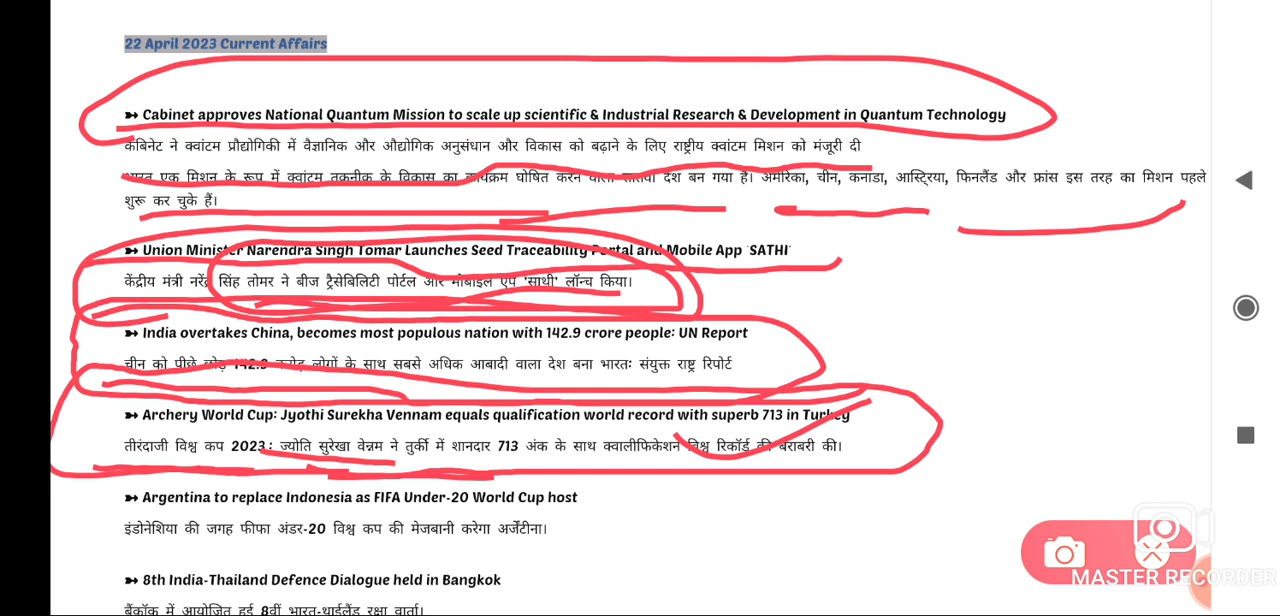 22 April 2023 Current Affairs
➳ Cabinet approves National Quantum Mission to scale up scientific & Industrial Research & Development in Quantum Technology
कैबिनेट ने क्वांटम प्रौद्योगिकी में वैज्ञानिक और औद्योगिक अनुसंधान और विकास को बढ़ाने के लिए राष्ट्रीय क्वांटम मिशन को मंजूरी दी
भारत एक मिशन के रूप में क्वांटम तकनीक के विकास का कार्यक्रम घोषित करने वाला सातवां देश बन गया है। अमेरिका, चीन, कनाडा, आस्ट्रिया, फिनलैंड और फ्रांस इस तरह का मिशन पहले
शुरू कर चुके हैं।
➳ Union Minister Narendra Singh Tomar Launches Seed Traceability Portal and Mobile App 'SATHI'
केंद्रीय मंत्री नरेंद्र सिंह तोमर ने बीज ट्रैसेबिलिटी पोर्टल और मोबाइल एप 'साथी' लॉन्च किया।
➳ India overtakes China, becomes most populous nation with 142.9 crore people: UN Report
चीन को पीछे छोड़ 142.9 करोड़ लोगों के साथ सबसे अधिक आबादी वाला देश बना भारत: संयुक्त राष्ट्र रिपोर्ट
➳ Archery World Cup: Jyothi Surekha Vennam equals qualification world record with superb 713 in Turkey
तीरंदाजी विश्व कप 2023: ज्योति सुरेखा वेन्नम ने तुर्की में शानदार 713 अंक के साथ क्वालीफिकेशन विश्व रिकॉर्ड की बराबरी की।
➳ Argentina to replace Indonesia as FIFA Under-20 World Cup host
इंडोनेशिया की जगह फीफा अंडर-20 विश्व कप की मेजबानी करेगा अर्जेंटीना।
➳ 8th India-Thailand Defence Dialogue held in Bangkok
बैंकॉक में आयोजित हुई 8वीं भारत-थाईलैंड रक्षा वार्ता।
MASTER RECORDER